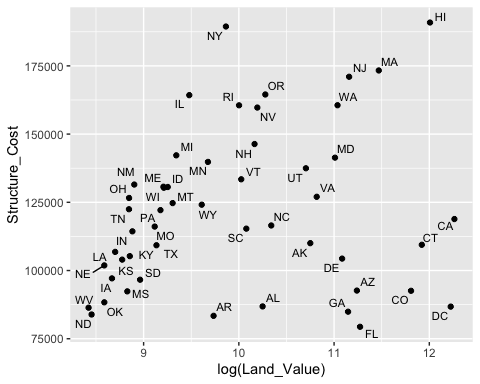 HI
NY
175000
MA
NJ
OR
IL
RI
WA
NV
150000
NH
MI
MD
MN
VT
UT
NM
ME
ID
OH
VA
125000
WI
MT
WY
TN
PA
NC
CA
SC
MO
IN
AK
CT
LA
KY
TX
DE
100000
NE
KS
SD
IA
MS
AZ
CO
WV
OK
AR
AL
GA
DC
ND
FL
75000
9
10
11
12
log(Land_Value)
Structure_Cost